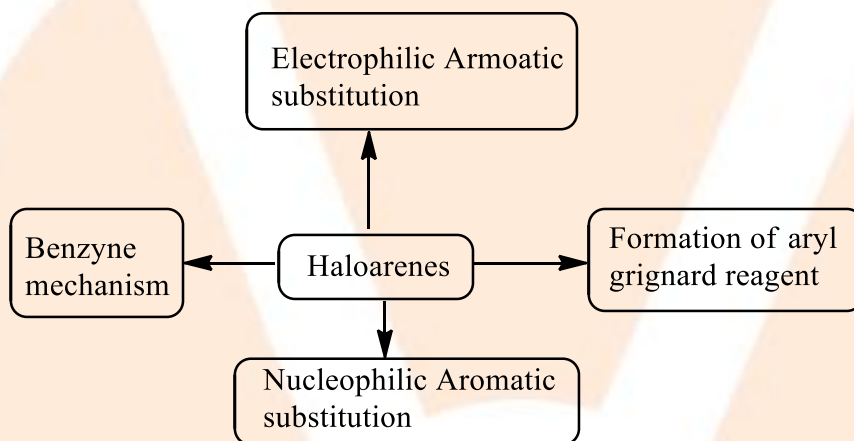 Electrophilic Armoatic
substitution
Benzyne
mechanism
Haloarenes
Formation of aryl
grignard reagent
Nucleophilic Aromatic
substitution